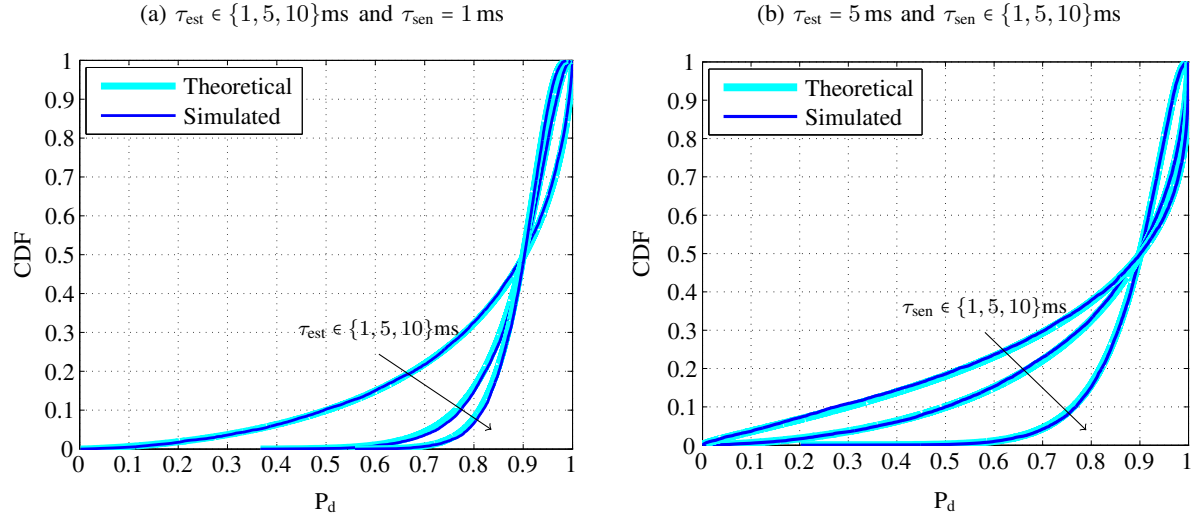 (a) τest ∈ {1, 5, 10}ms and τsen = 1 ms
(b) τest = 5 ms and τsen ∈ {1, 5, 10}ms
1
0.9
0.8
0.7
0.6
0.5
0.4
0.3
0.2
0.1
0
CDF
Theoretical
Simulated
τest ∈ {1, 5, 10}ms
0 0.1 0.2 0.3 0.4 0.5 0.6 0.7 0.8 0.9 1
Pd
1
0.9
0.8
0.7
0.6
0.5
0.4
0.3
0.2
0.1
0
CDF
Theoretical
Simulated
τsen ∈ {1, 5, 10}ms
0 0.1 0.2 0.3 0.4 0.5 0.6 0.7 0.8 0.9 1
Pd